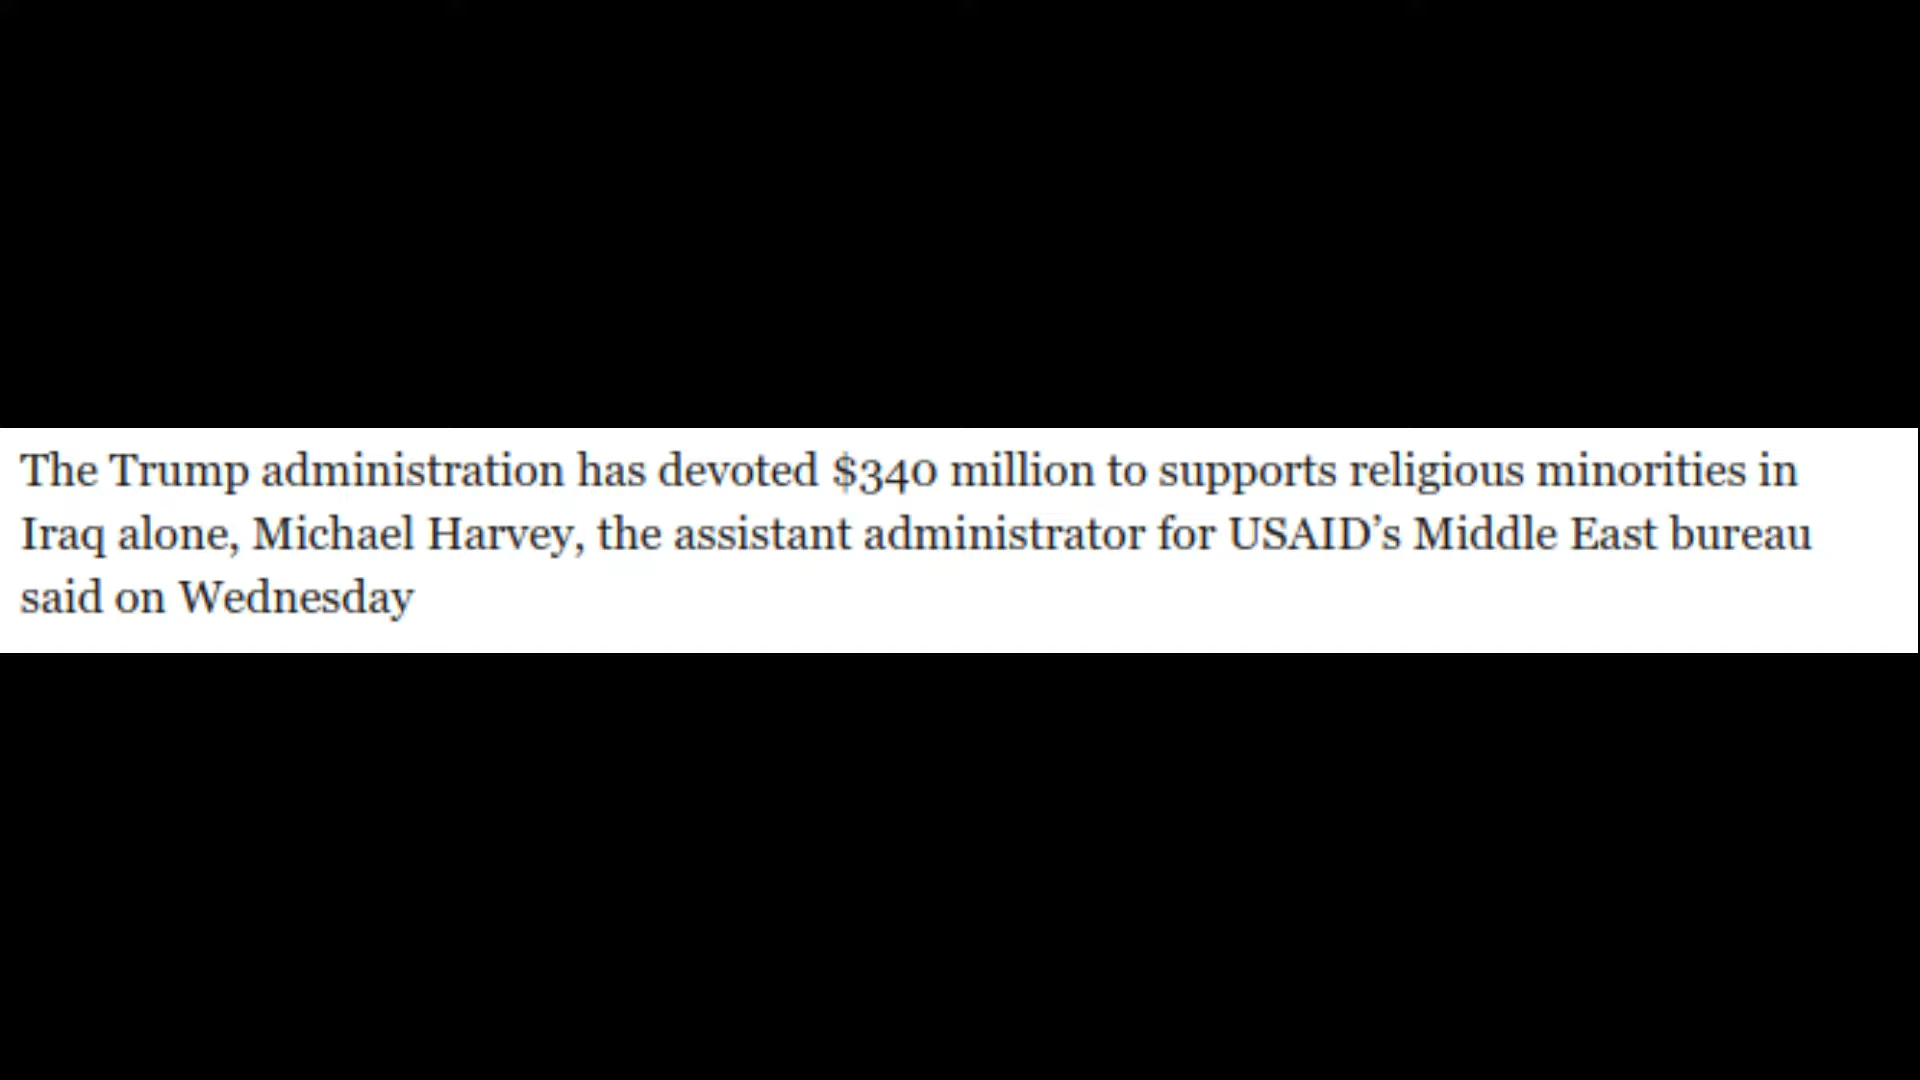 The Trump administration has devoted $340 million to supports religious minorities in
Iraq alone, Michael Harvey, the assistant administrator for USAID’s Middle East bureau
said on Wednesday